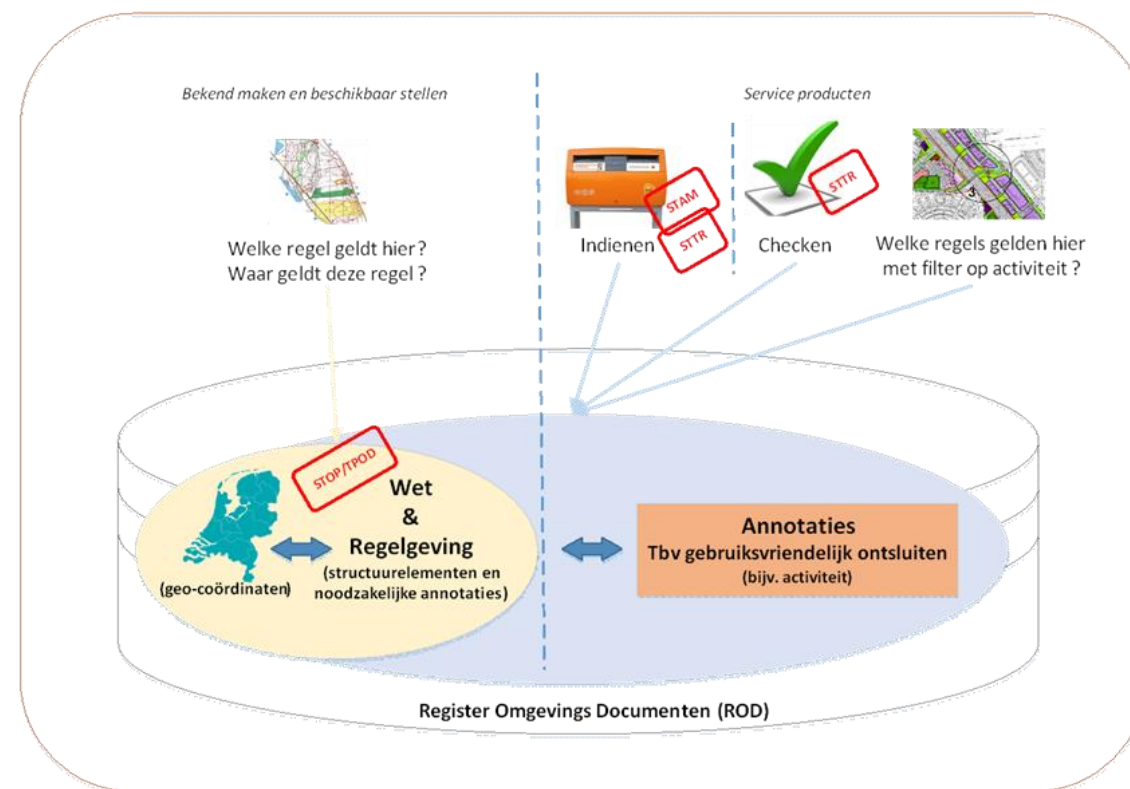 Bekend maken en beschikbaar stellen
Service producten
Welke regel geldt hier ?
Waar geldt deze regel ?
Indienen
STAM
STTR
Checken
STTR
3
Welke regels gelden hier
met filter op activiteit ?
STOP/TPOD
Wet
&
Regelgeving
(structuurelementen en
noodzakelijke annotaties)
(geo-coördinaten)
Annotaties
Tbv gebruiksvriendelijk ontsluiten
(bijv. activiteit)
Register Omgevings Documenten (ROD)